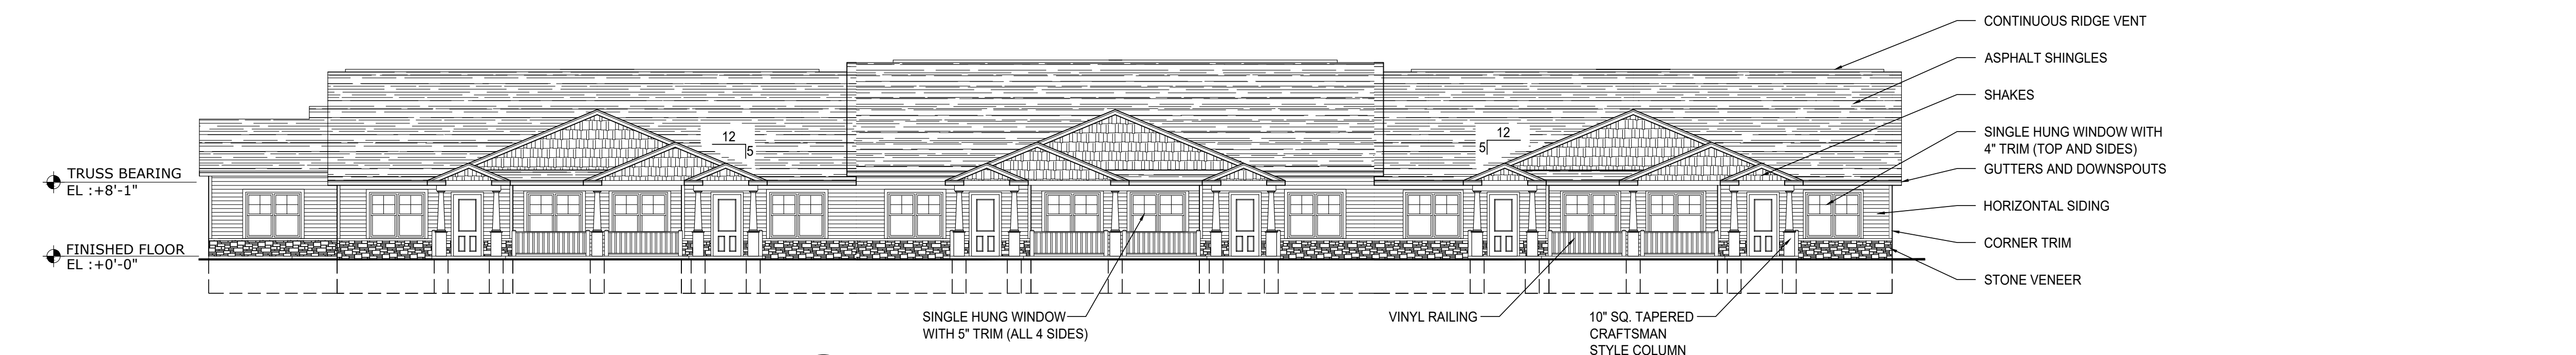 CONTINUOUS RIDGE VENT
ASPHALT SHINGLES
SHAKES
12
5
12
5
SINGLE HUNG WINDOW WITH
4" TRIM (TOP AND SIDES)
TRUSS BEARING
EL :+8'-1"
GUTTERS AND DOWNSPOUTS
HORIZONTAL SIDING
CORNER TRIM
FINISHED FLOOR
EL :+0'-0"
STONE VENEER
SINGLE HUNG WINDOW
WITH 5" TRIM (ALL 4 SIDES)
VINYL RAILING
10" SQ. TAPERED
CRAFTSMAN
STYLE COLUMN